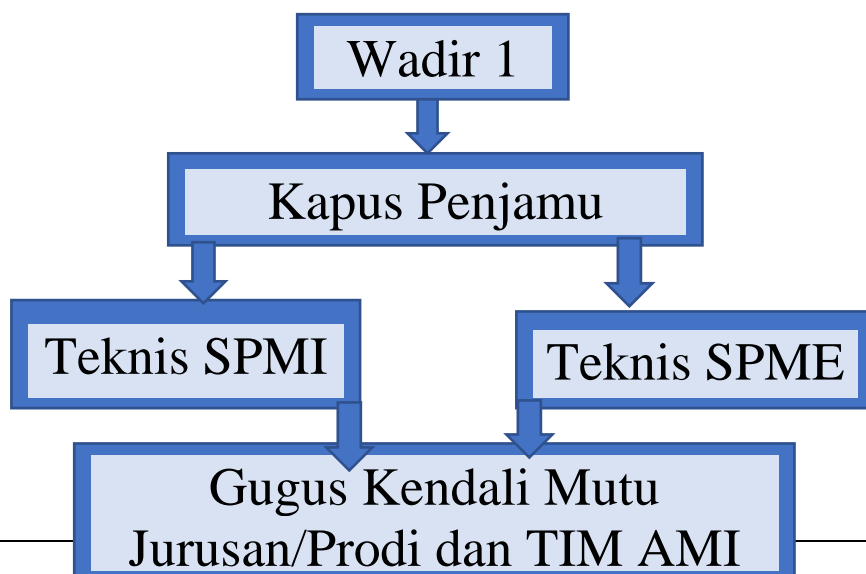 Wadir 1
Kapus Penjamu
Teknis SPMI
Teknis SPME
Gugus Kendali Mutu
Jurusan/Prodi dan TIM AMI